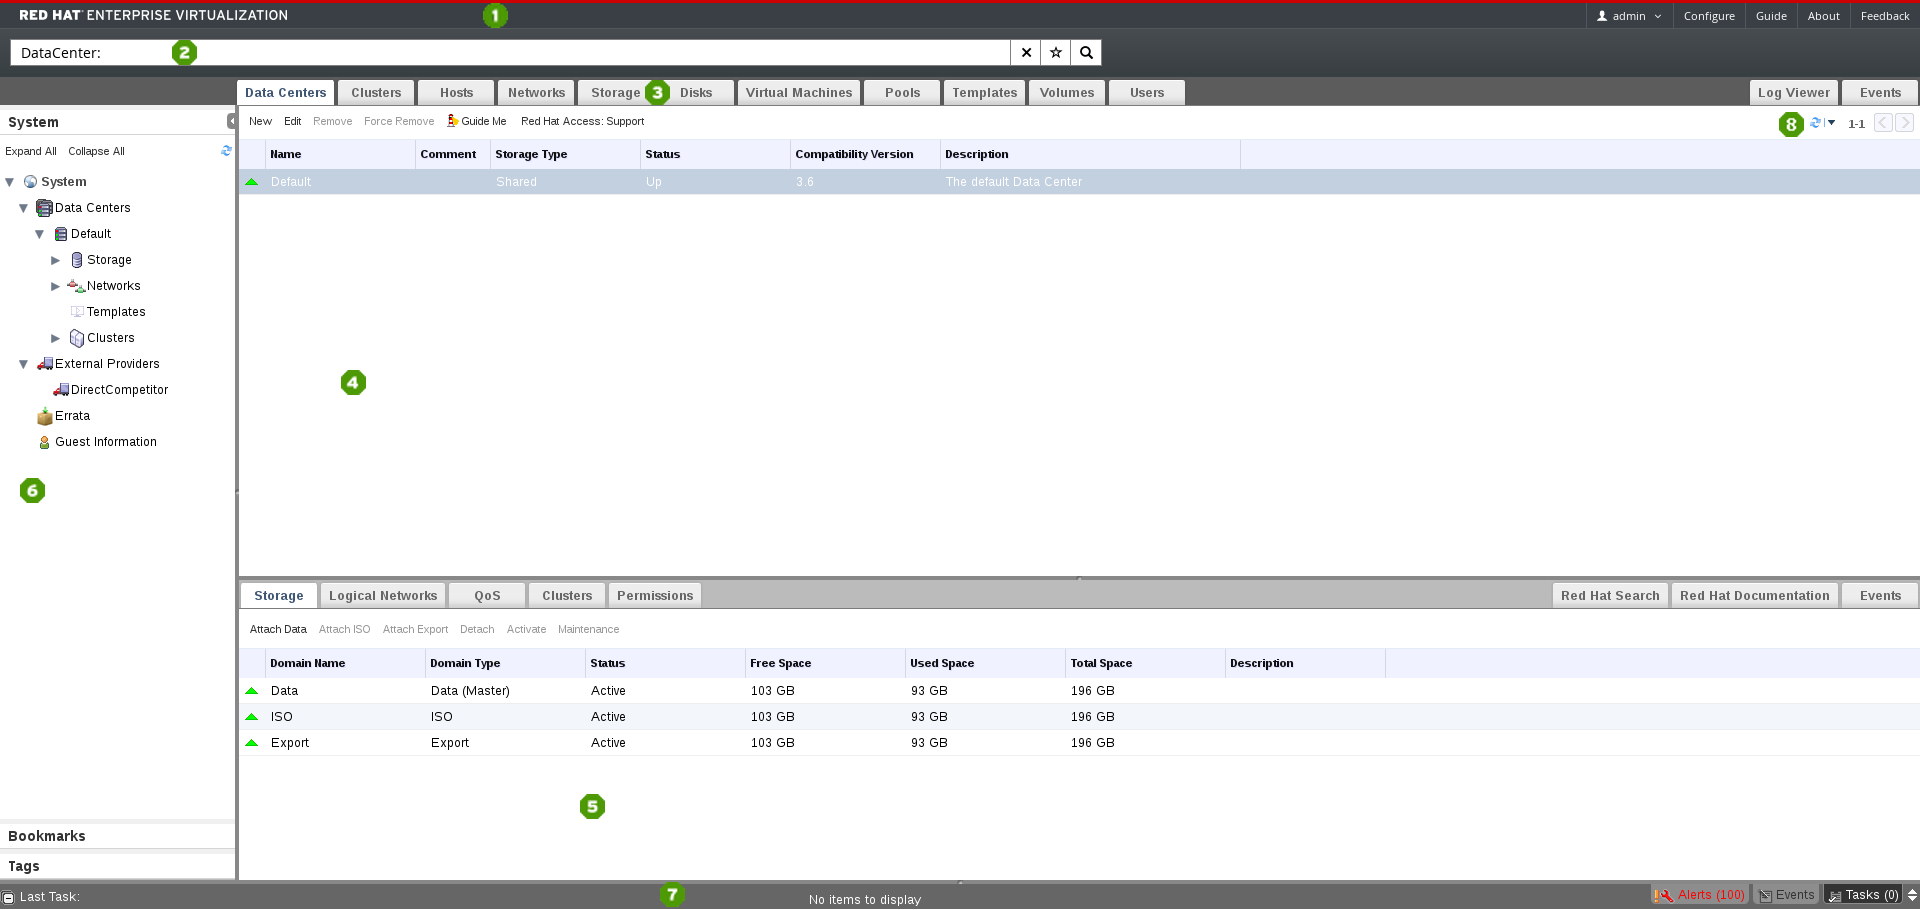 RED HAT ENTERPRISE VIRTUALIZATION 1 admin Configure Guide About Feedback
DataCenter: 2
Data Centers Clusters Hosts Networks Storage 3 Disks Virtual Machines Pools Templates Volumes Users Log Viewer Events
System
Expand All Collapse All
System
Data Centers
Default
Storage
Networks
Templates
Clusters
External Providers
DirectCompetitor
Errata
Guest Information
6
Bookmarks
Tags
New Edit Remove Force Remove Guide Me Red Hat Access: Support 8 1-1
Name Comment Storage Type Status Compatibility Version Description
Default Shared Up 3.6 The default Data Center
4
Storage Logical Networks QoS Clusters Permissions Red Hat Search Red Hat Documentation Events
Attach Data Attach ISO Attach Export Detach Activate Maintenance
Domain Name Domain Type Status Free Space Used Space Total Space Description
Data Data (Master) Active 103 GB 93 GB 196 GB
ISO ISO Active 103 GB 93 GB 196 GB
Export Export Active 103 GB 93 GB 196 GB
5
Last Task: 7 No items to display Alerts (100) Events Tasks (0)